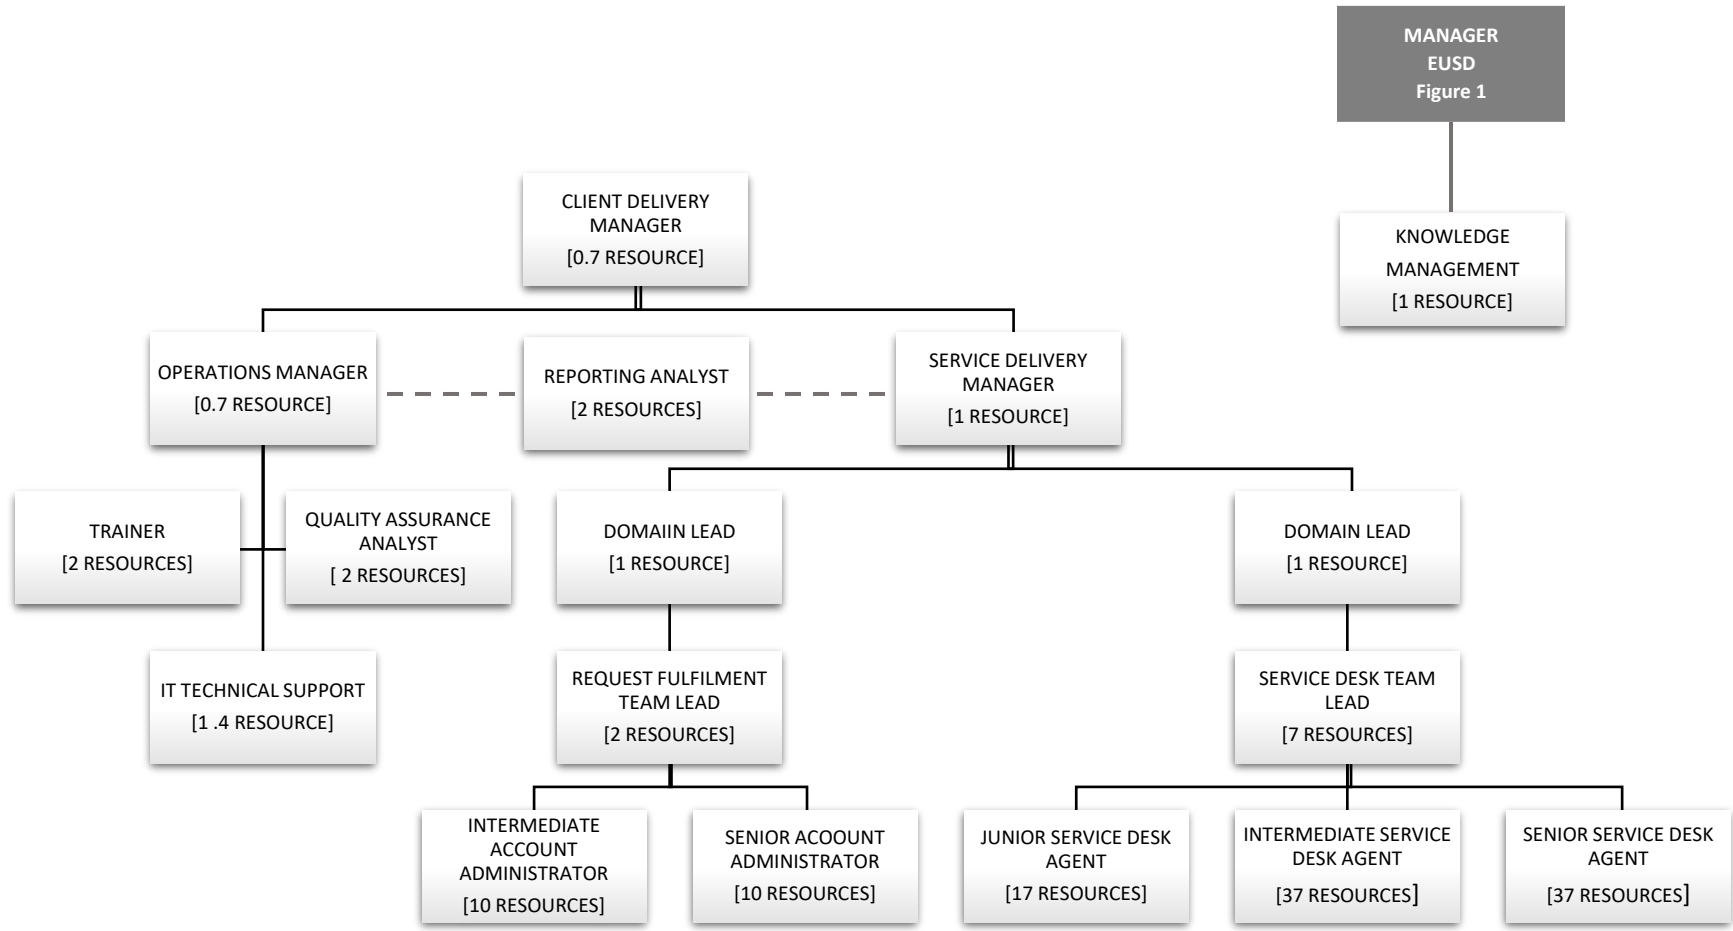 MANAGER
EUSD
Figure 1
CLIENT DELIVERY
MANAGER
[0.7 RESOURCE]
KNOWLEDGE
MANAGEMENT
[1 RESOURCE]
OPERATIONS MANAGER
[0.7 RESOURCE]
REPORTING ANALYST
[2 RESOURCES]
SERVICE DELIVERY
MANAGER
[1 RESOURCE]
TRAINER
[2 RESOURCES]
QUALITY ASSURANCE
ANALYST
[ 2 RESOURCES]
DOMAIIN LEAD
[1 RESOURCE]
DOMAIN LEAD
[1 RESOURCE]
IT TECHNICAL SUPPORT
[1 .4 RESOURCE]
REQUEST FULFILMENT
TEAM LEAD
[2 RESOURCES]
SERVICE DESK TEAM
LEAD
[7 RESOURCES]
INTERMEDIATE
ACCOUNT
ADMINISTRATOR
[10 RESOURCES]
SENIOR ACOUUNT
ADMINISTRATOR
[10 RESOURCES]
JUNIOR SERVICE DESK
AGENT
[17 RESOURCES]
INTERMEDIATE SERVICE
DESK AGENT
[37 RESOURCES]
SENIOR SERVICE DESK
AGENT
[37 RESOURCES]